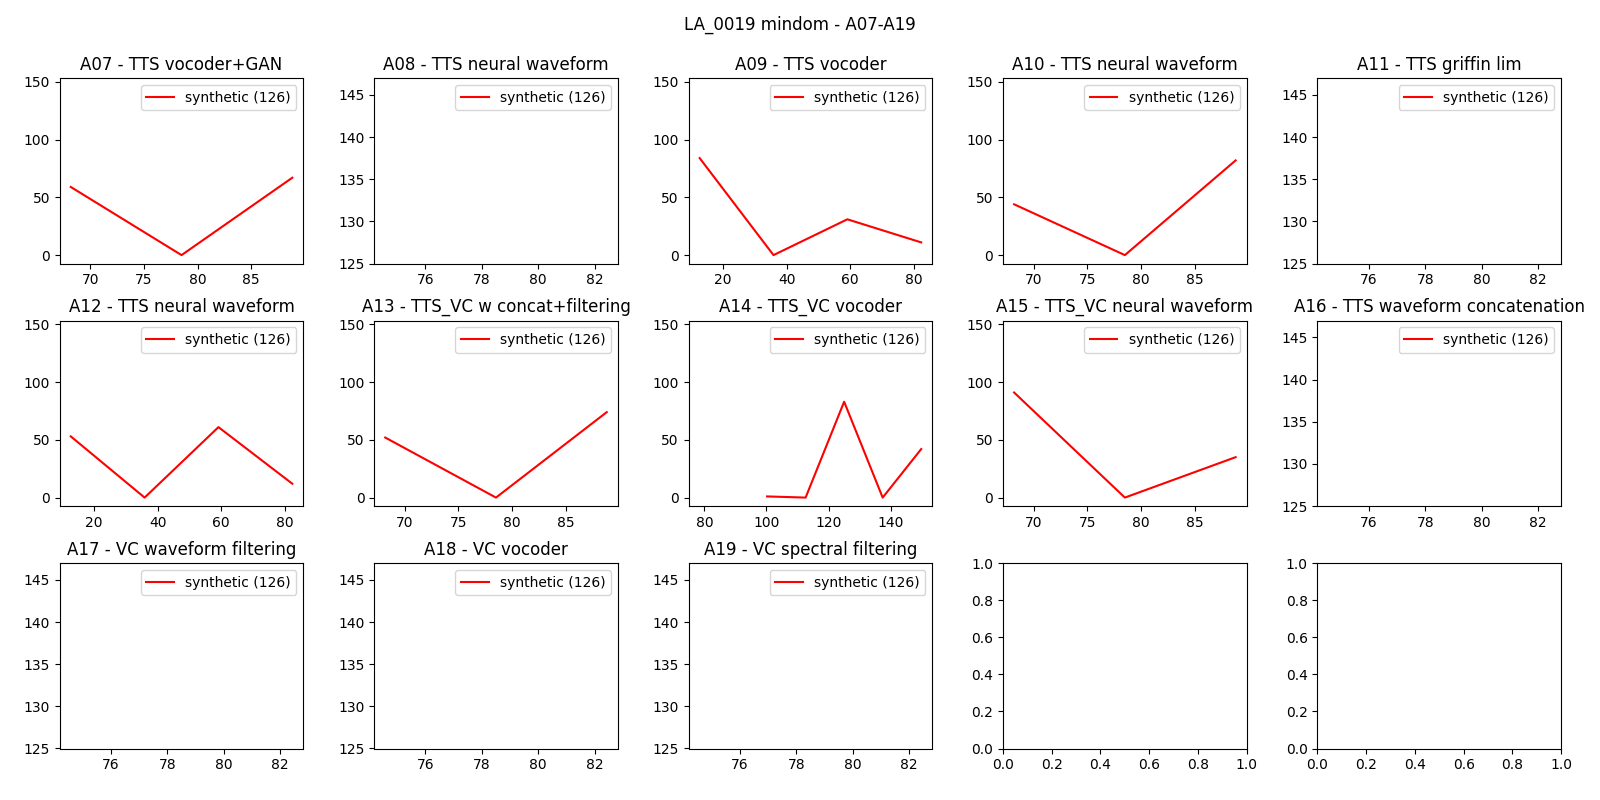 LA_0019 mindom - A07-A19
A07 - TTS vocoder+GAN
A08 - TTS neural waveform
A09 - TTS vocoder
A10 - TTS neural waveform
A11 - TTS griffin lim
synthetic (126)
synthetic (126)
synthetic (126)
synthetic (126)
synthetic (126)
150
100
50
0
70 75 80 85
145
140
135
130
125
76 78 80 82
150
100
50
0
20 40 60 80
150
100
50
0
70 75 80 85
145
140
135
130
125
76 78 80 82
A12 - TTS neural waveform
A13 - TTS_VC w concat+filtering
A14 - TTS_VC vocoder
A15 - TTS_VC neural waveform
A16 - TTS waveform concatenation
synthetic (126)
synthetic (126)
synthetic (126)
synthetic (126)
synthetic (126)
150
100
50
0
20 40 60 80
150
100
50
0
70 75 80 85
150
100
50
0
80 100 120 140
150
100
50
0
70 75 80 85
145
140
135
130
125
76 78 80 82
A17 - VC waveform filtering
A18 - VC vocoder
A19 - VC spectral filtering
synthetic (126)
synthetic (126)
synthetic (126)
145
140
135
130
125
76 78 80 82
145
140
135
130
125
76 78 80 82
145
140
135
130
125
76 78 80 82
1.0
0.8
0.6
0.4
0.2
0.0
0.0 0.2 0.4 0.6 0.8 1.0
1.0
0.8
0.6
0.4
0.2
0.0
0.0 0.2 0.4 0.6 0.8 1.0